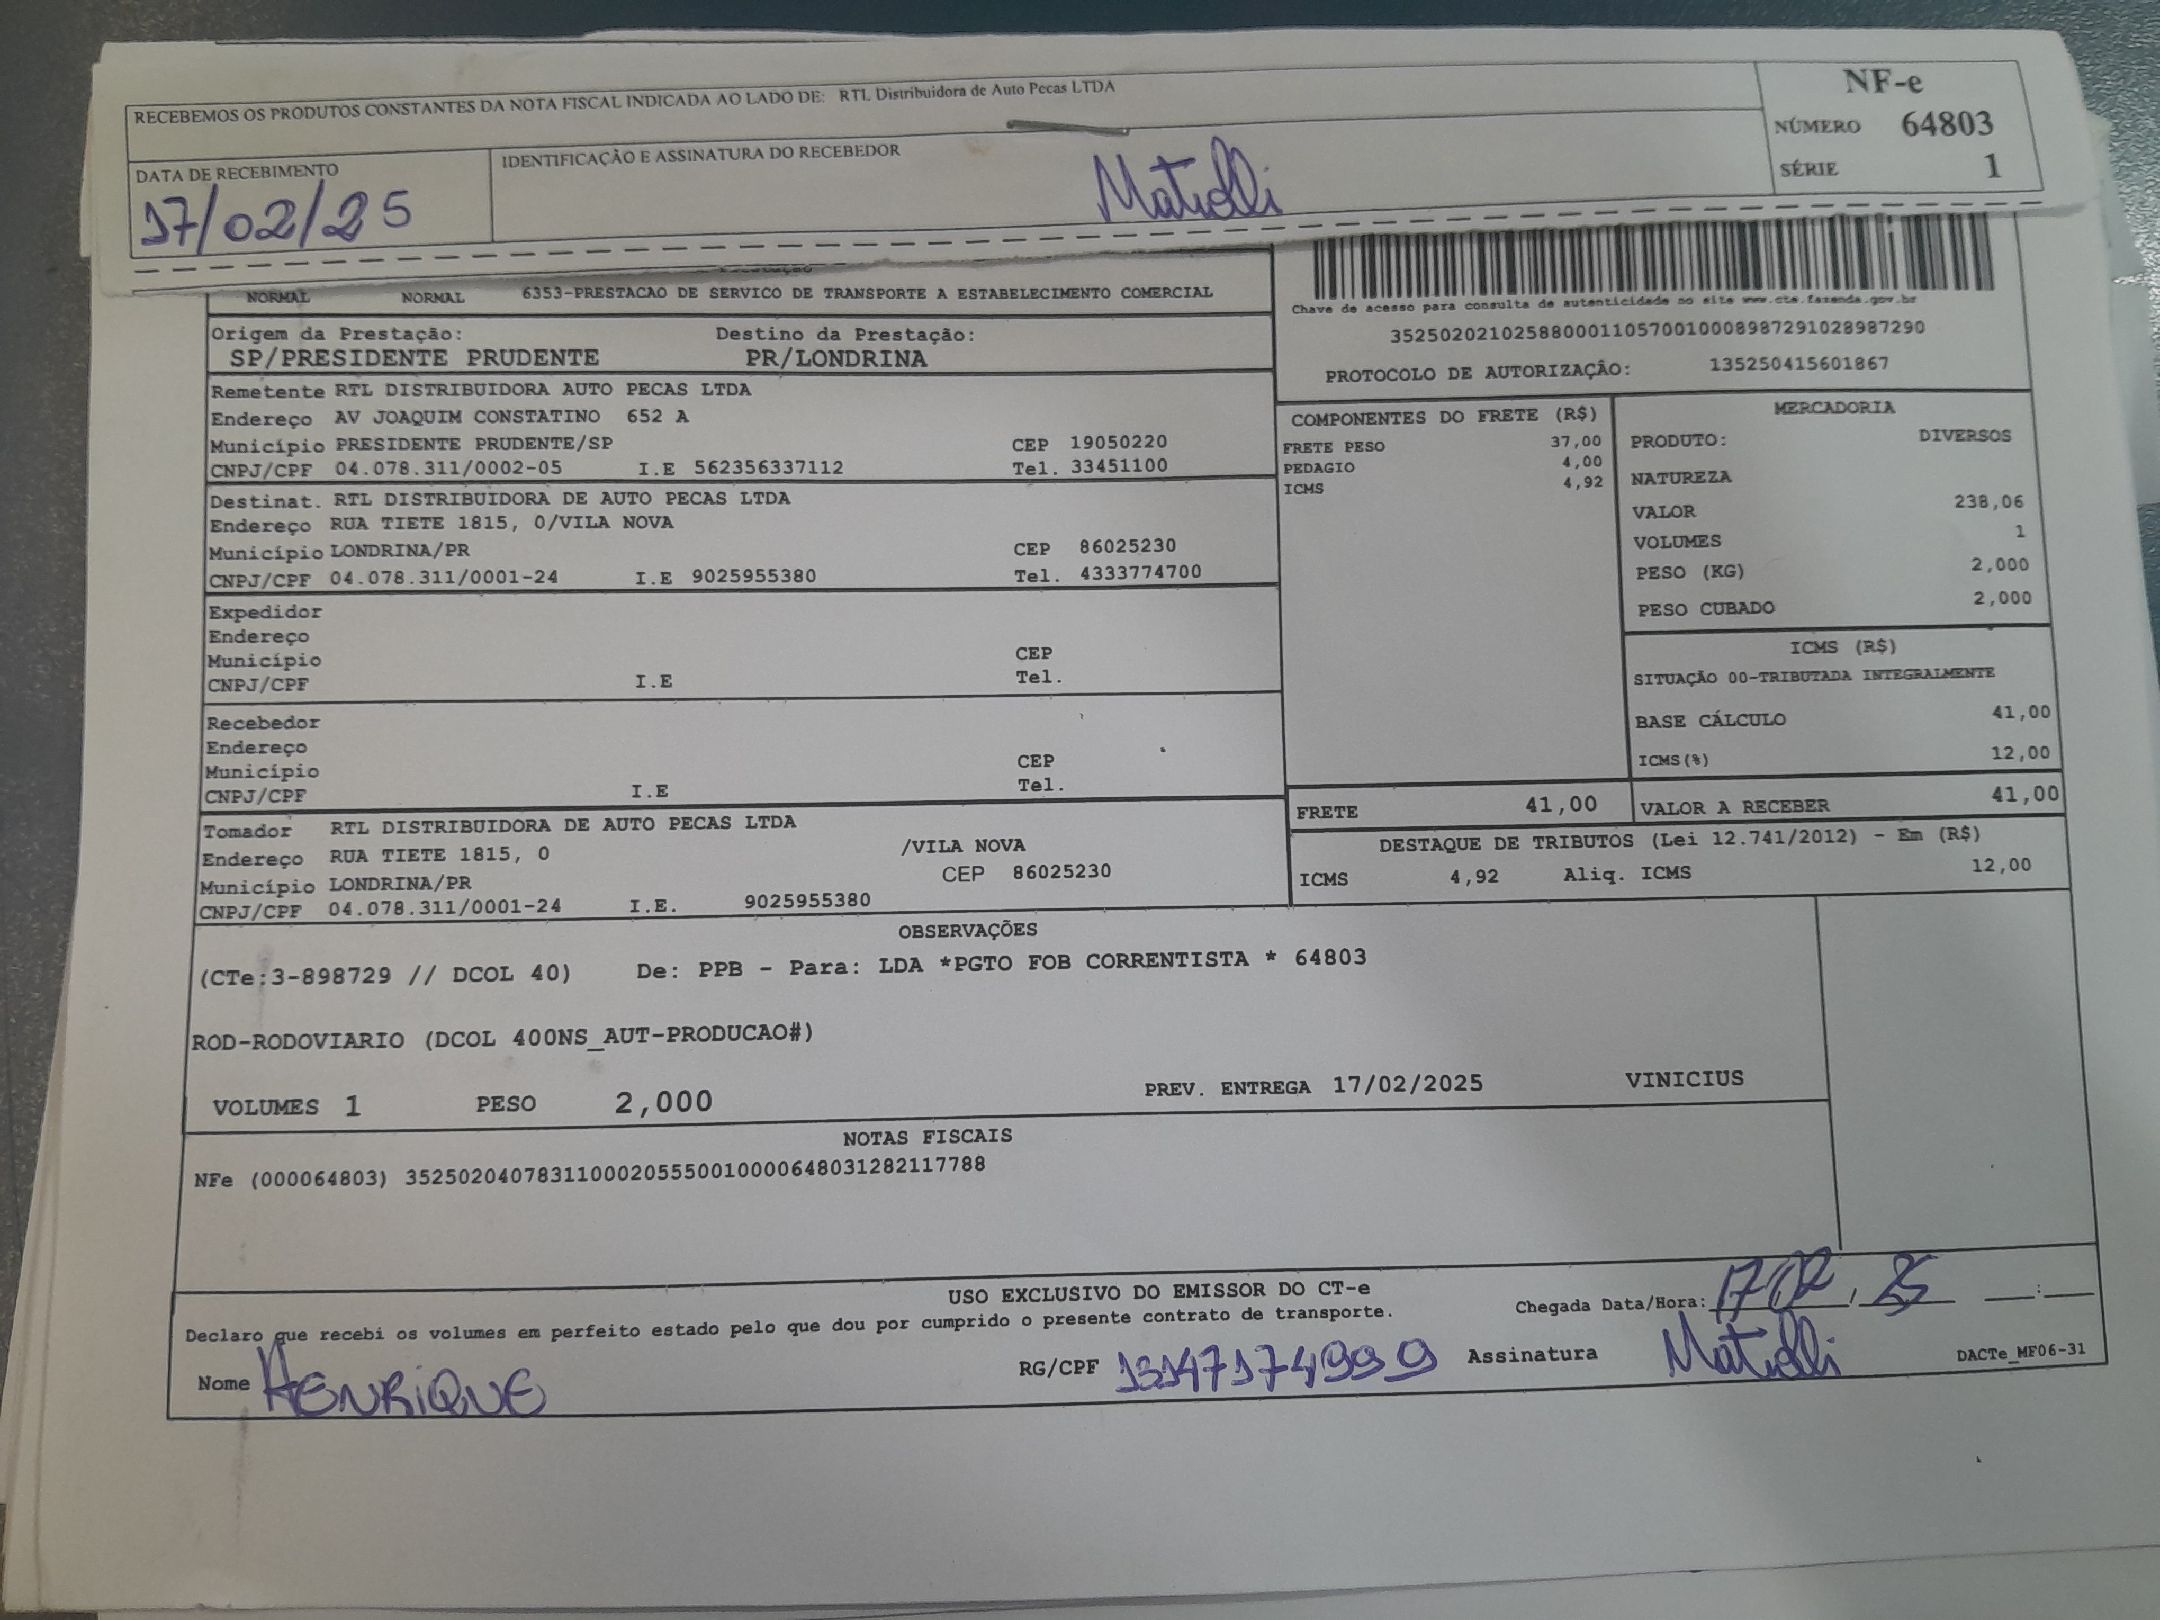 RECEBEMOS OS PRODUTOS CONSTANTES DA NOTA FISCAL INDICADA AO LADO DE: RTL Distribuidora de Auto Pecas LTDA
NF-e
NÚMERO 64803
SÉRIE 1
DATA DE RECEBIMENTO
17/02/25
IDENTIFICAÇÃO E ASSINATURA DO RECEBEDOR
Matiolli
NORMAL NORMAL 6353-PRESTACAO DE SERVICO DE TRANSPORTE A ESTABELECIMENTO COMERCIAL
Chave de acesso para consulta de autenticidade no site www.cte.fazenda.gov.br
35250202102588000110570010008987291028987290
PROTOCOLO DE AUTORIZAÇÃO: 135250415601867
Origem da Prestação: Destino da Prestação:
SP/PRESIDENTE PRUDENTE PR/LONDRINA
Remetente RTL DISTRIBUIDORA AUTO PECAS LTDA
Endereço AV JOAQUIM CONSTATINO 652 A
Município PRESIDENTE PRUDENTE/SP CEP 19050220
CNPJ/CPF 04.078.311/0002-05 I.E 562356337112 Tel. 33451100
Destinat. RTL DISTRIBUIDORA DE AUTO PECAS LTDA
Endereço RUA TIETE 1815, 0/VILA NOVA
Município LONDRINA/PR CEP 86025230
CNPJ/CPF 04.078.311/0001-24 I.E 9025955380 Tel. 4333774700
Expedidor
Endereço
Município CEP
CNPJ/CPF I.E Tel.
Recebedor
Endereço
Município CEP
CNPJ/CPF I.E Tel.
Tomador RTL DISTRIBUIDORA DE AUTO PECAS LTDA
Endereço RUA TIETE 1815, 0 /VILA NOVA
Município LONDRINA/PR CEP 86025230
CNPJ/CPF 04.078.311/0001-24 I.E. 9025955380
COMPONENTES DO FRETE (R$)
FRETE PESO 37,00
PEDAGIO 4,00
ICMS 4,92
MERCADORIA
PRODUTO: DIVERSOS
NATUREZA
VALOR 238,06
VOLUMES 1
PESO (KG) 2,000
PESO CUBADO 2,000
ICMS (R$)
SITUAÇÃO 00-TRIBUTADA INTEGRALMENTE
BASE CÁLCULO 41,00
ICMS(%) 12,00
FRETE 41,00 VALOR A RECEBER 41,00
DESTAQUE DE TRIBUTOS (Lei 12.741/2012) - Em (R$)
ICMS 4,92 Aliq. ICMS 12,00
OBSERVAÇÕES
(CTe:3-898729 // DCOL 40) De: PPB - Para: LDA *PGTO FOB CORRENTISTA * 64803
ROD-RODOVIARIO (DCOL 400NS_AUT-PRODUCAO#)
VOLUMES 1 PESO 2,000 PREV. ENTREGA 17/02/2025 VINICIUS
NOTAS FISCAIS
NFe (000064803) 35250204078311000205550010000648031282117788
USO EXCLUSIVO DO EMISSOR DO CT-e
Declaro que recebi os volumes em perfeito estado pelo que dou por cumprido o presente contrato de transporte.
Chegada Data/Hora: 17/02/25 :
Nome HENRIQUE RG/CPF 13147174999 Assinatura Matiolli DACTe_MF06-31